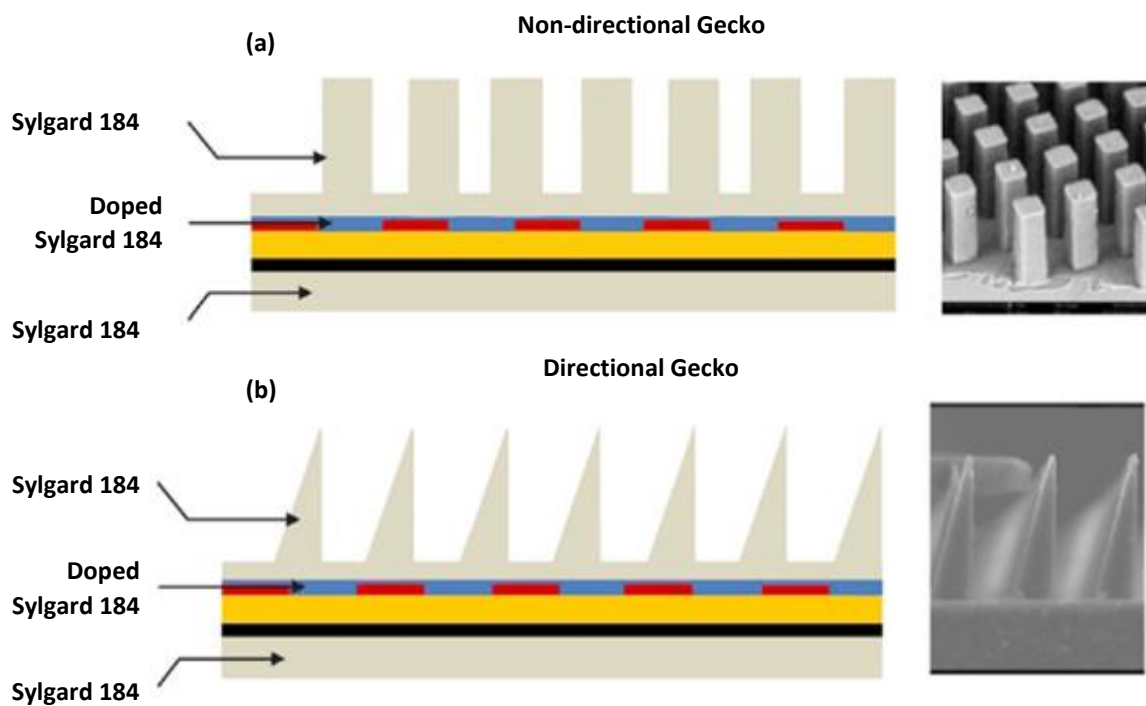 Non-directional Gecko
(a)
Sylgard 184
Doped
Sylgard 184
Sylgard 184
Directional Gecko
(b)
Sylgard 184
Doped
Sylgard 184
Sylgard 184